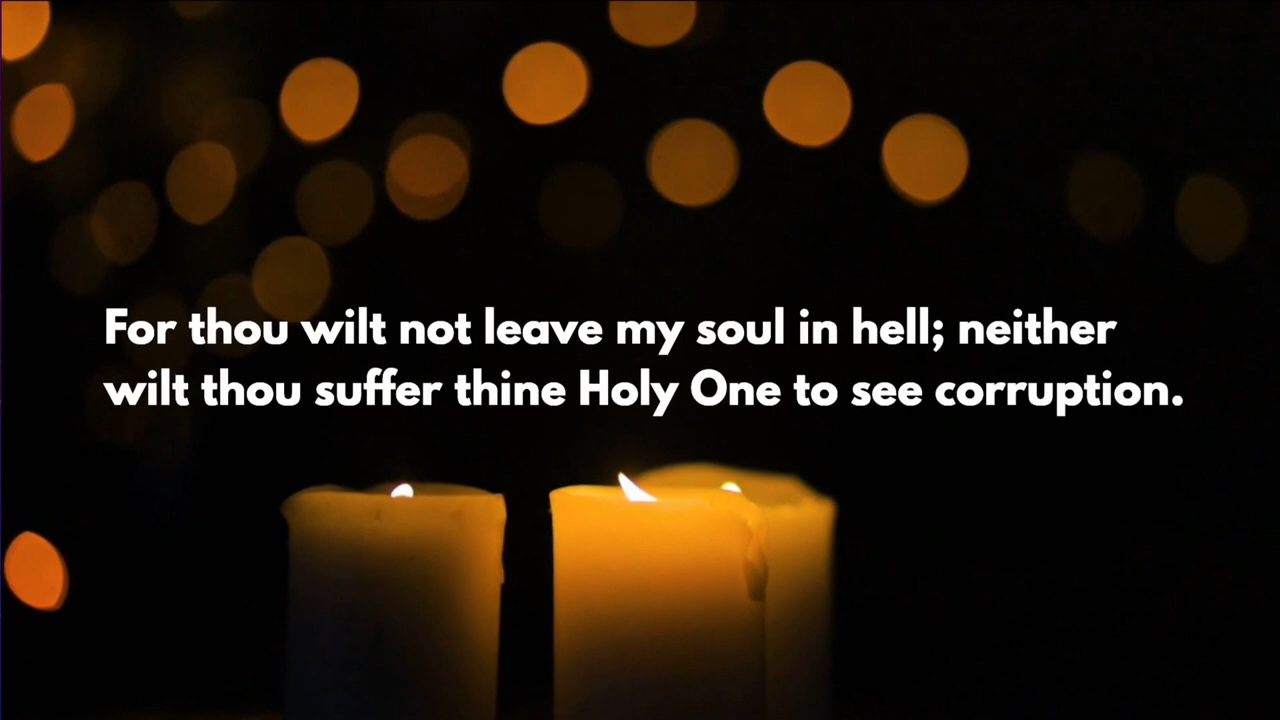 For thou wilt not leave my soul in hell; neither
wilt thou suffer thine Holy One to see corruption.